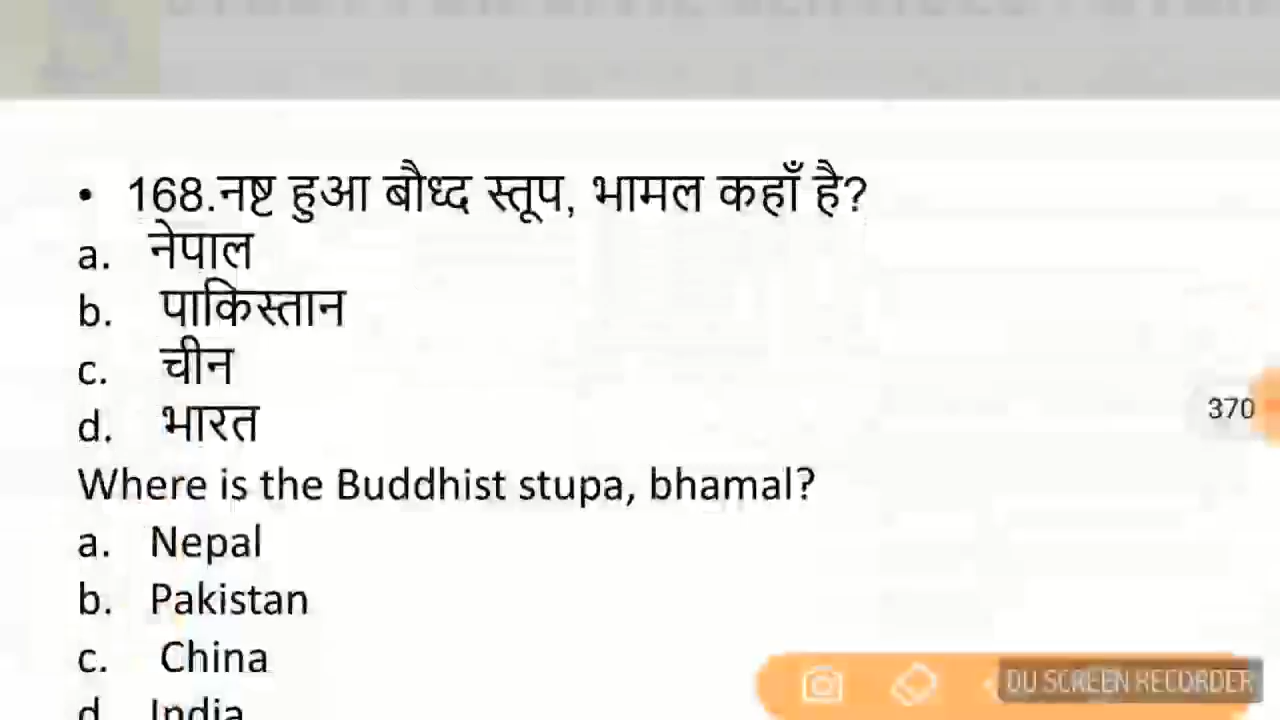 • 168.नष्ट हुआ बौध्द स्तूप, भामल कहाँ है?
a. नेपाल
b. पाकिस्तान
c. चीन
d. भारत
370
Where is the Buddhist stupa, bhamal?
a. Nepal
b. Pakistan
c. China
d. India
DU SCREEN RECORDER